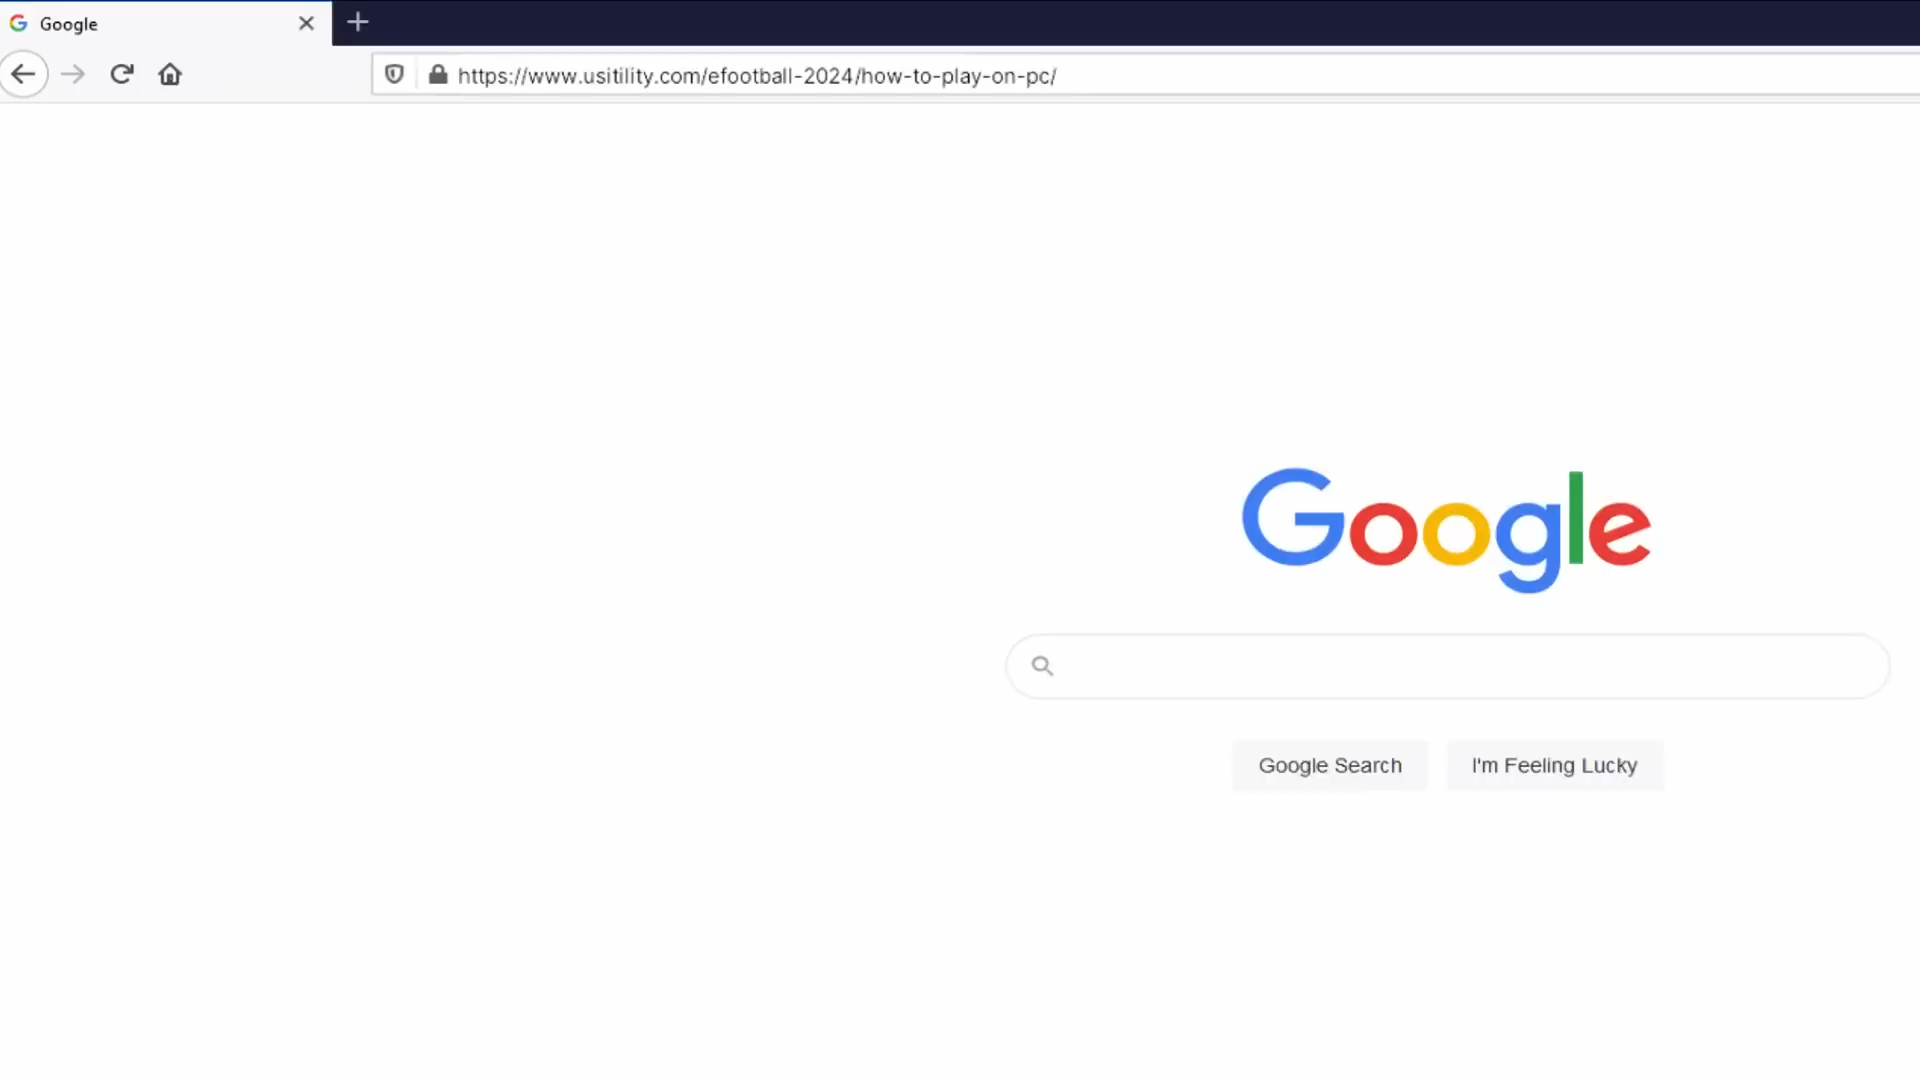 Google
https://www.usitility.com/efootball-2024/how-to-play-on-pc/
Google
Google Search
I'm Feeling Lucky